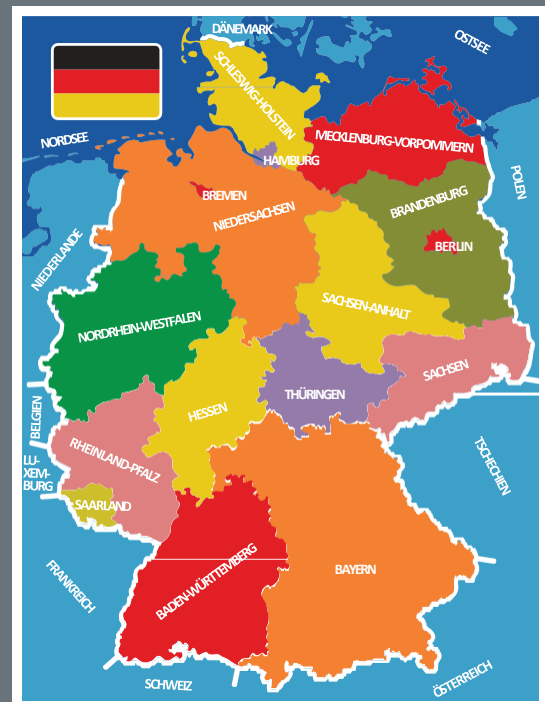 DÄNEMARK
OSTSEE
SCHLESWIG-HOLSTEIN
NORDSEE
MECKLENBURG-VORPOMMERN
HAMBURG
POLEN
BREMEN
BRANDENBURG
NIEDERSACHSEN
BERLIN
NIEDERLANDE
SACHSEN-ANHALT
NORDRHEIN-WESTFALEN
SACHSEN
THÜRINGEN
HESSEN
BELGIEN
RHEINLAND-PFALZ
TSCHECHIEN
LU-
XEM-
BURG
SAARLAND
BAYERN
BADEN-WÜRTTEMBERG
FRANKREICH
SCHWEIZ
ÖSTERREICH